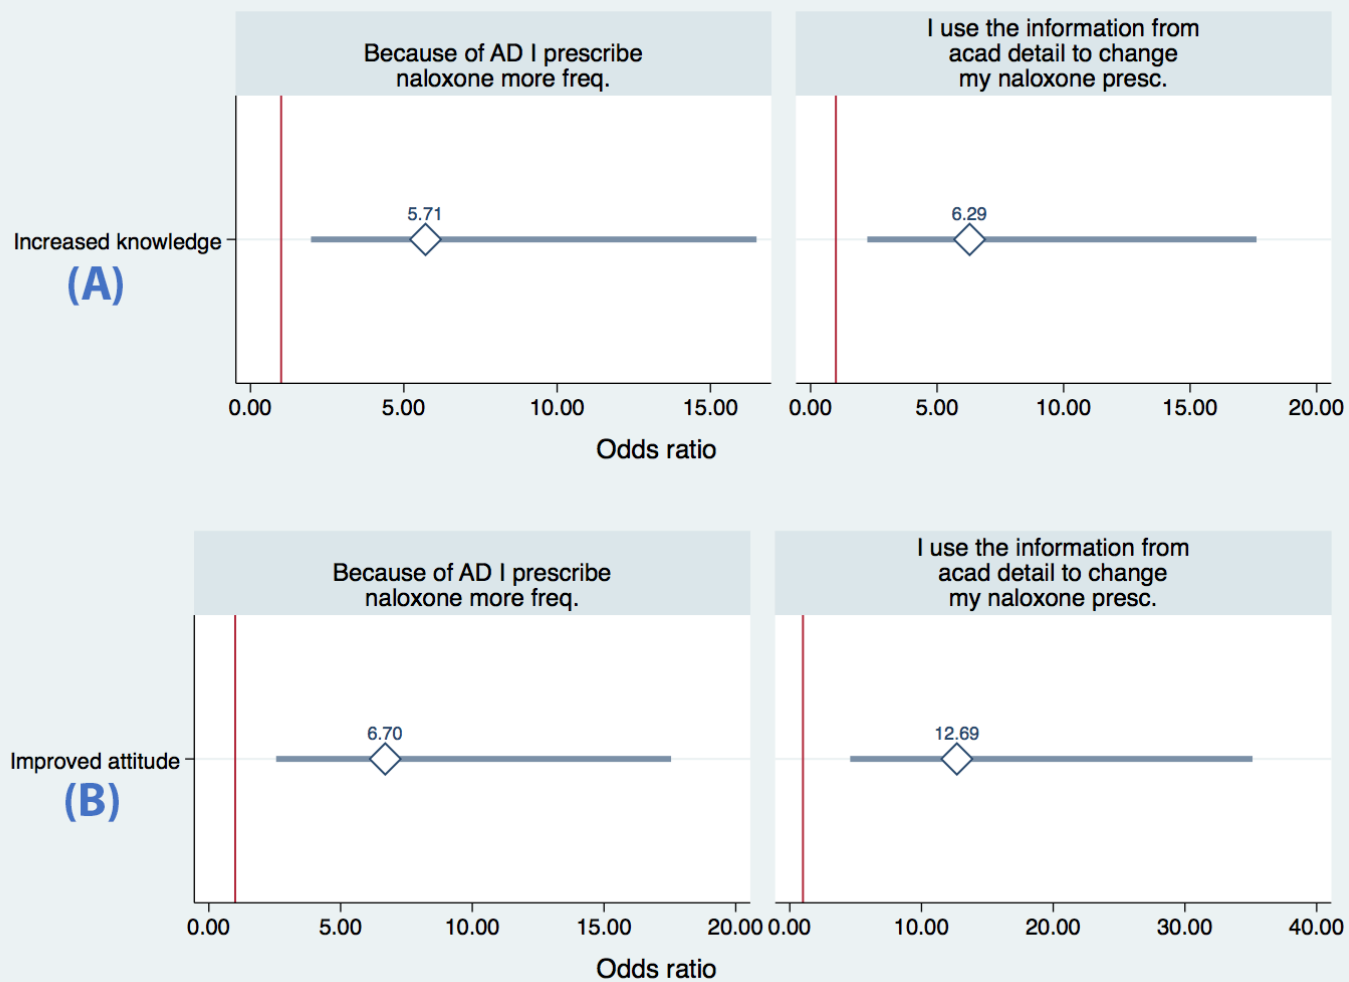 Because of AD I prescribe
naloxone more freq.
I use the information from
acad detail to change
my naloxone presc.
5.71
6.29
Increased knowledge
(A)
0.00 5.00 10.00 15.00
0.00 5.00 10.00 15.00 20.00
Odds ratio
Because of AD I prescribe
naloxone more freq.
I use the information from
acad detail to change
my naloxone presc.
6.70
12.69
Improved attitude
(B)
0.00 5.00 10.00 15.00 20.00
0.00 10.00 20.00 30.00 40.00
Odds ratio